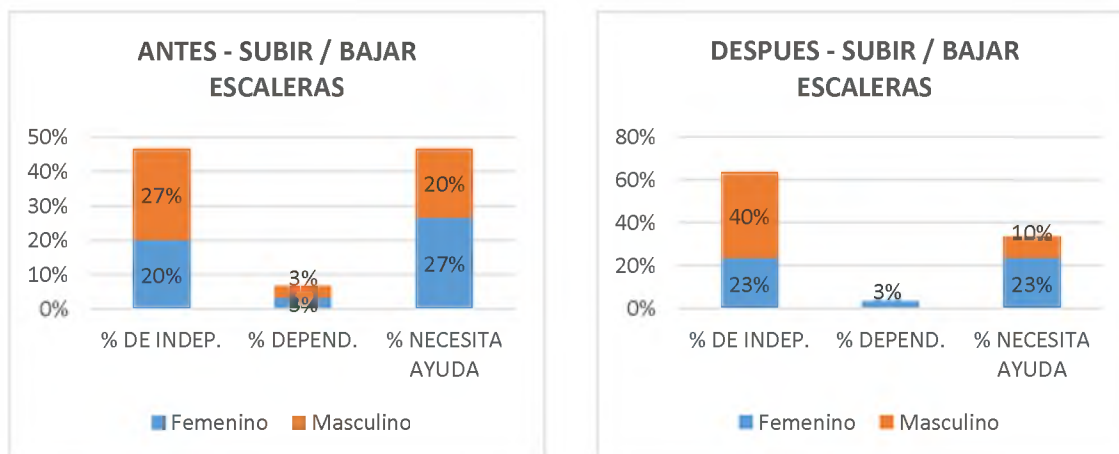 ANTES - SUBIR / BAJAR
ESCALERAS
50%
40%
30%
20%
10%
0%
27%
20%
3%
3%
20%
27%
% DE INDEP.
% DEPEND.
% NECESITA
AYUDA
Femenino
Masculino
DESPUES - SUBIR / BAJAR
ESCALERAS
80%
60%
40%
20%
0%
40%
23%
3%
10%
23%
% DE INDEP.
% DEPEND.
% NECESITA
AYUDA
Femenino
Masculino